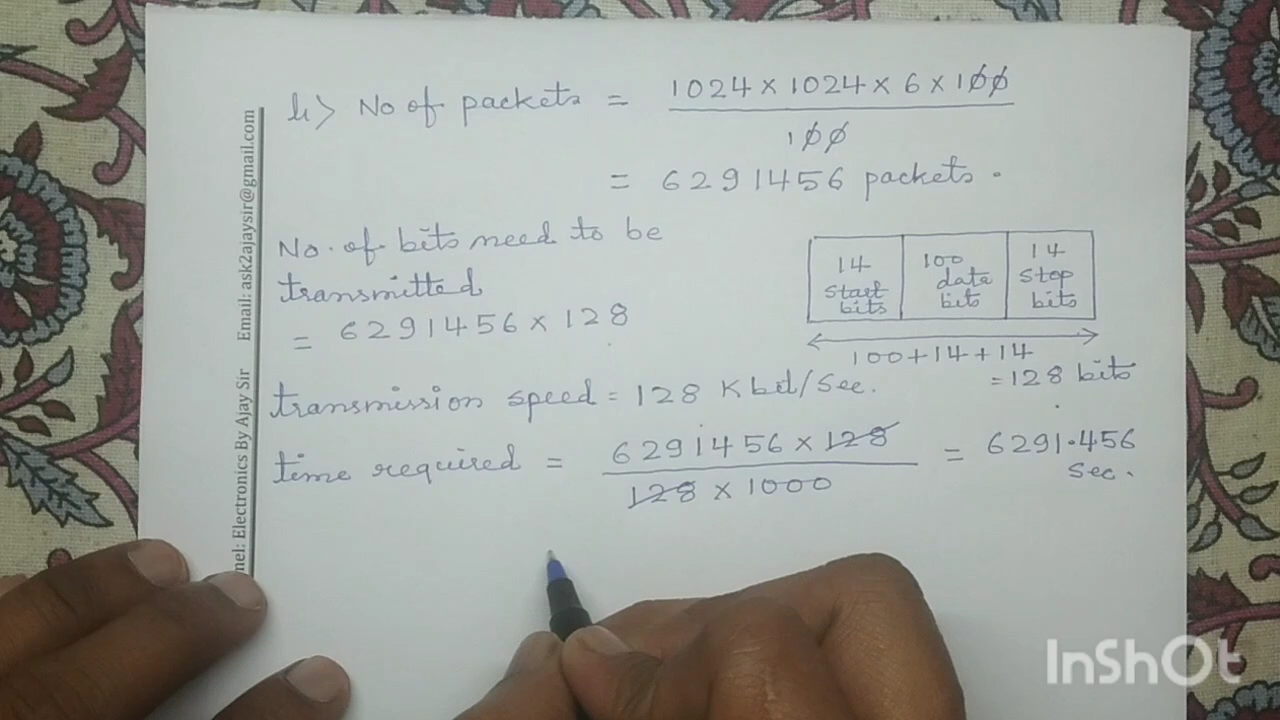 ii> No of packets = 1024 x 1024 x 6 x 100
100
= 6291456 packets.
No. of bits need to be
transmitted
= 6291456 x 128
14 start bits
100 data bits
14 stop bits
100+14+14
= 128 bits
transmission speed = 128 Kbit/sec.
time required = 6291456 x 128
128 x 1000
= 6291.456
sec.
nel: Electronics By Ajay Sir Email: ask2ajaysir@gmail.com
InShOt